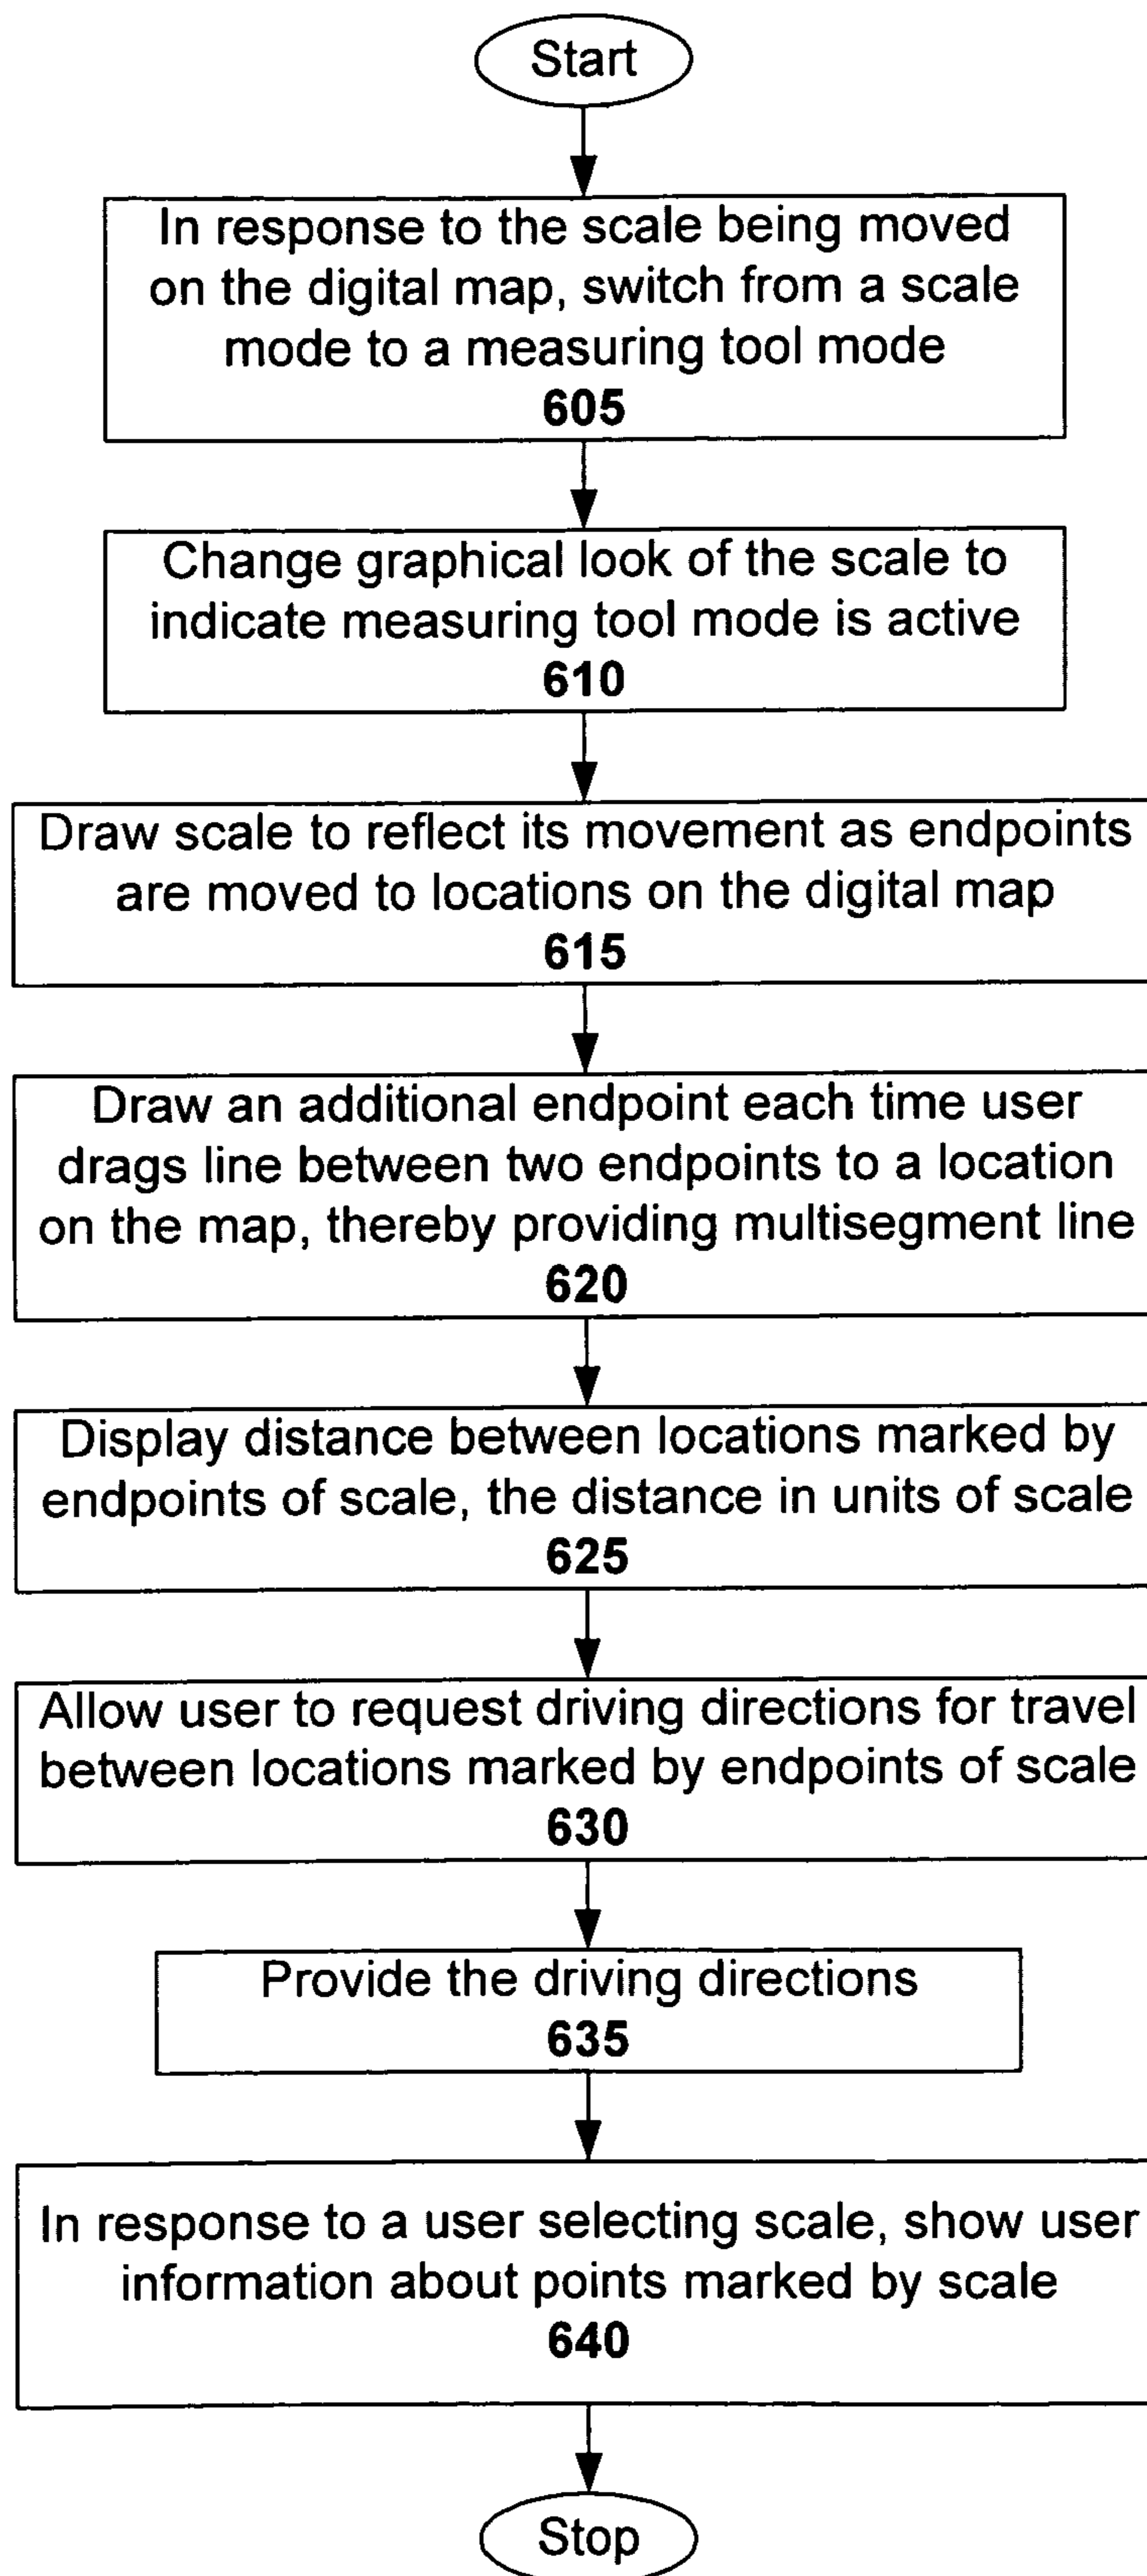 Start
In response to the scale being moved
on the digital map, switch from a scale
mode to a measuring tool mode
605
Change graphical look of the scale to
indicate measuring tool mode is active
610
Draw scale to reflect its movement as endpoints
are moved to locations on the digital map
615
Draw an additional endpoint each time user
drags line between two endpoints to a location
on the map, thereby providing multisegment line
620
Display distance between locations marked by
endpoints of scale, the distance in units of scale
625
Allow user to request driving directions for travel
between locations marked by endpoints of scale
630
Provide the driving directions
635
In response to a user selecting scale, show user
information about points marked by scale
640
Stop